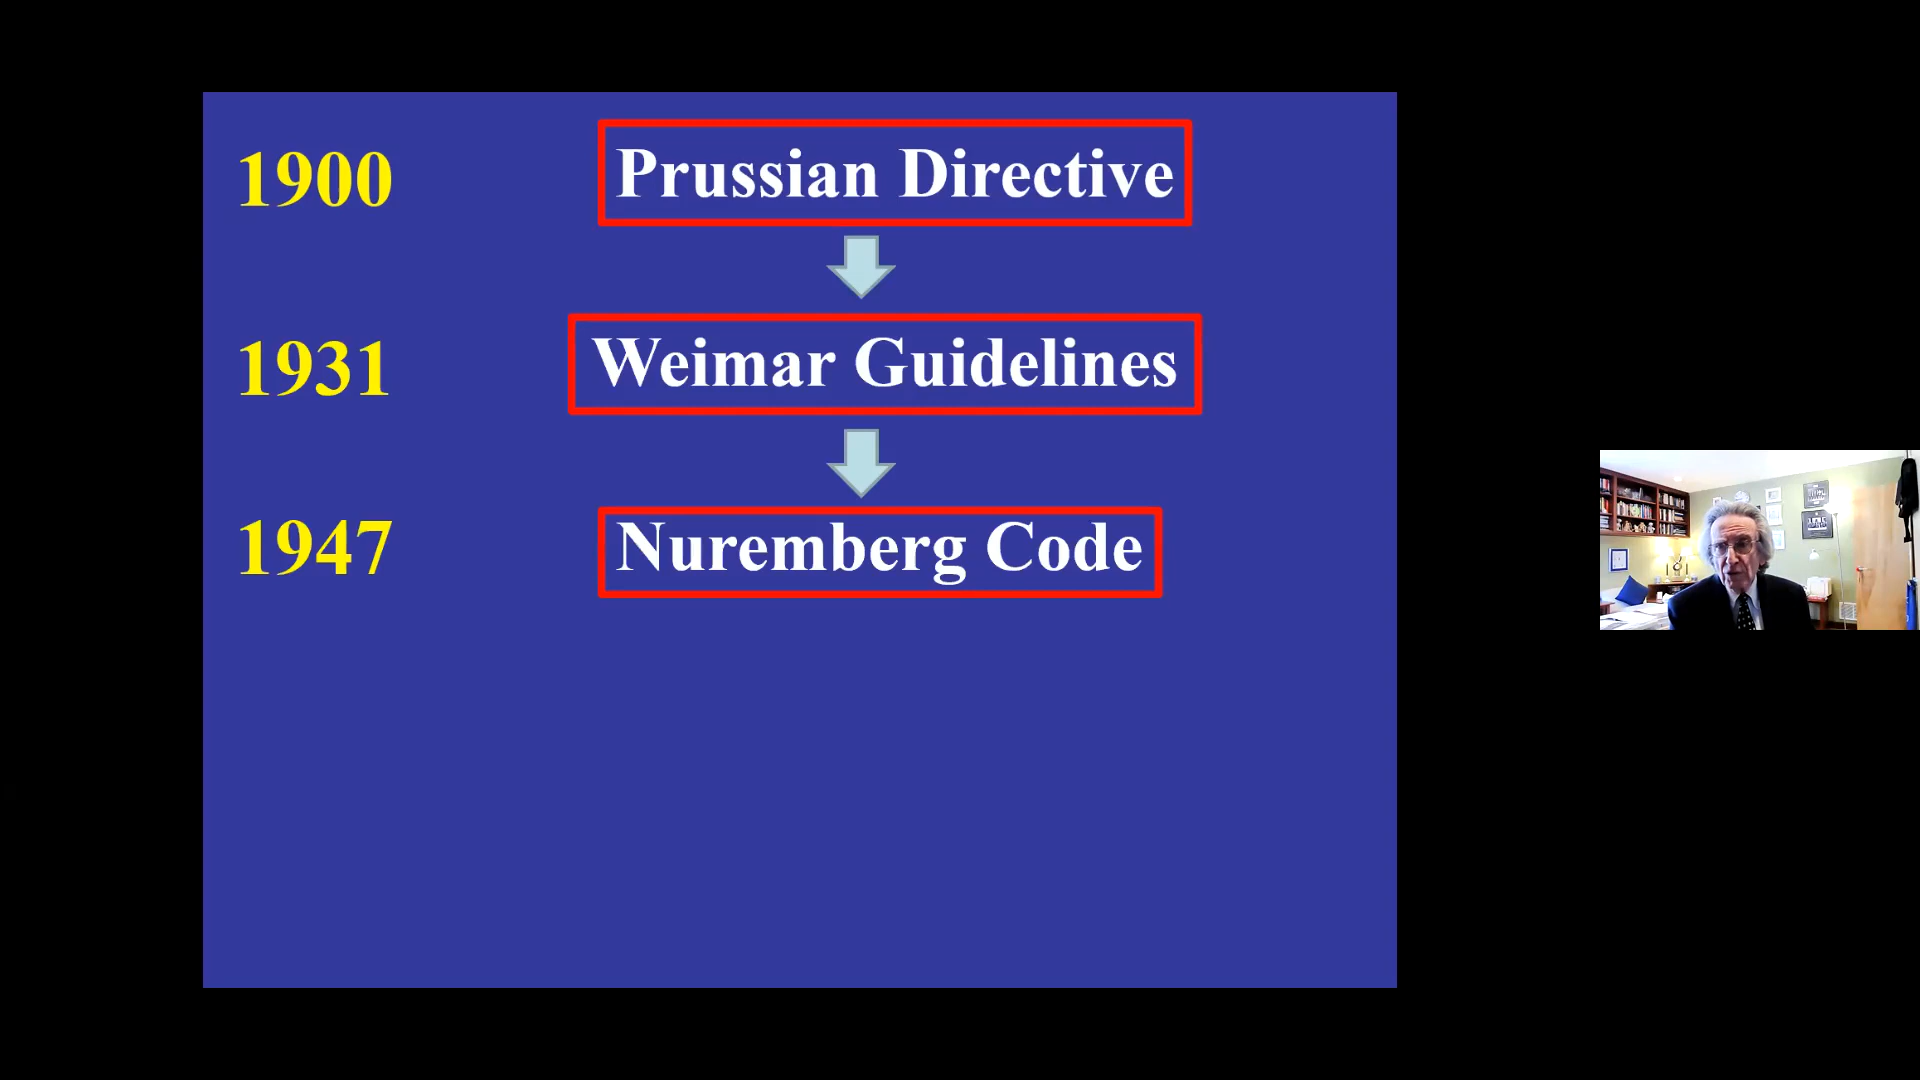 1900 Prussian Directive
1931 Weimar Guidelines
1947 Nuremberg Code